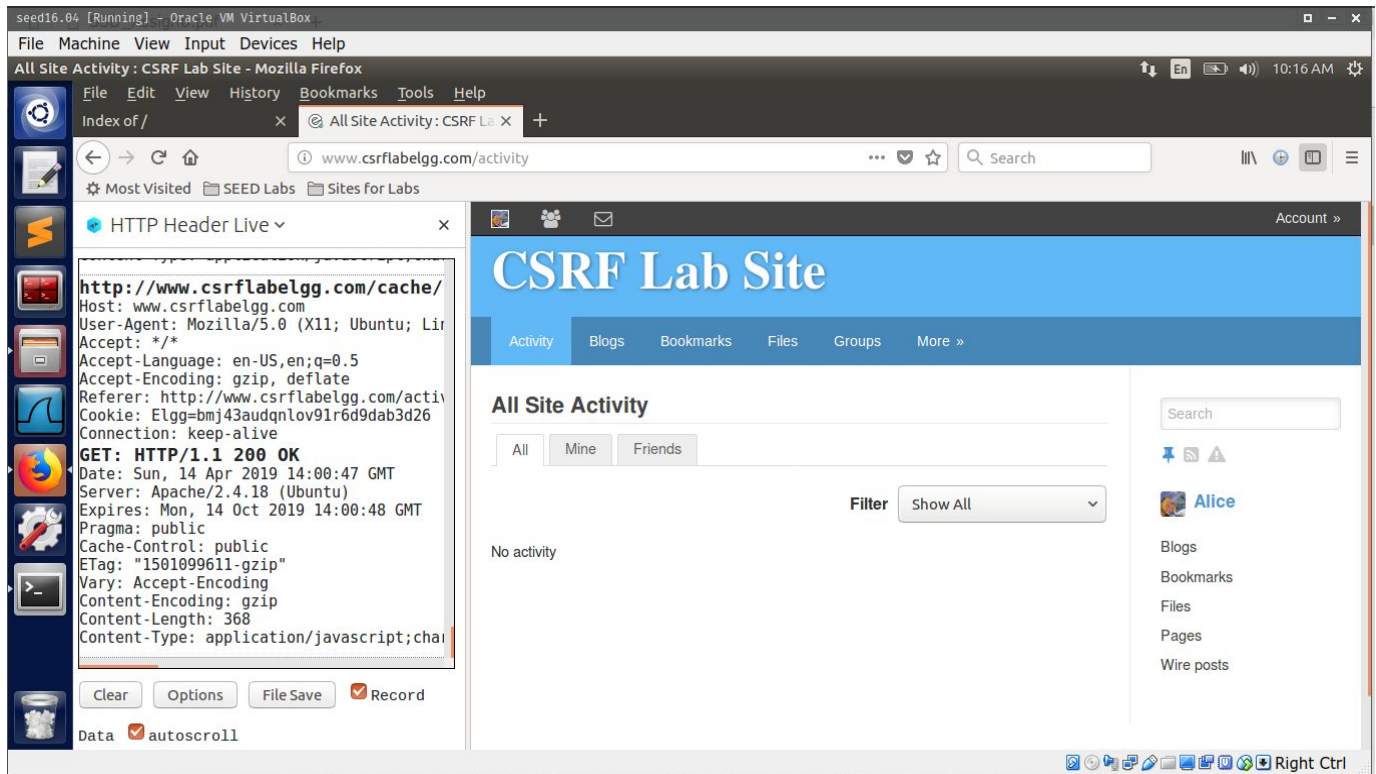 seed16.04 [Running] - Oracle VM VirtualBox
File Machine View Input Devices Help
All Site Activity : CSRF Lab Site - Mozilla Firefox
En 10:16 AM
File Edit View History Bookmarks Tools Help
Index of /
All Site Activity : CSRF La
www.csrflabelgg.com/activity
Search
Most Visited SEED Labs Sites for Labs
HTTP Header Live
http://www.csrflabelgg.com/cache/
Host: www.csrflabelgg.com
User-Agent: Mozilla/5.0 (X11; Ubuntu; Lin
Accept: */*
Accept-Language: en-US,en;q=0.5
Accept-Encoding: gzip, deflate
Referer: http://www.csrflabelgg.com/activ
Cookie: Elgg=bmj43audqnlov91r6d9dab3d26
Connection: keep-alive
GET: HTTP/1.1 200 OK
Date: Sun, 14 Apr 2019 14:00:47 GMT
Server: Apache/2.4.18 (Ubuntu)
Expires: Mon, 14 Oct 2019 14:00:48 GMT
Pragma: public
Cache-Control: public
ETag: "1501099611-gzip"
Vary: Accept-Encoding
Content-Encoding: gzip
Content-Length: 368
Content-Type: application/javascript;char
Clear Options File Save Record
Data autoscroll
Account »
CSRF Lab Site
Activity Blogs Bookmarks Files Groups More »
All Site Activity
All Mine Friends
Filter Show All
No activity
Search
Alice
Blogs
Bookmarks
Files
Pages
Wire posts
Right Ctrl